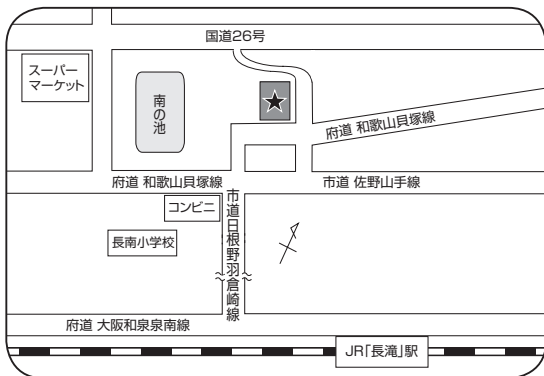 国道26号
スーパー
マーケット
南の池
★
府道 和歌山貝塚線
府道 和歌山貝塚線
市道 佐野山手線
コンビニ
市道日根野羽倉崎線
長南小学校
府道 大阪和泉泉南線
JR「長滝」駅